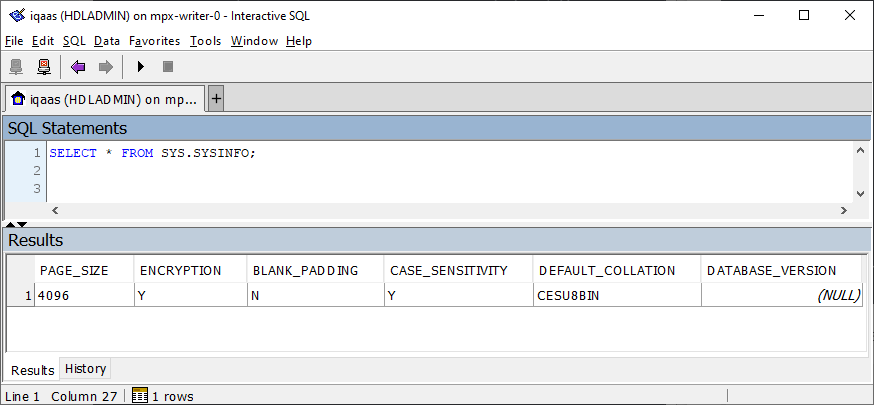 iqaas (HDLADMIN) on mpx-writer-0 - Interactive SQL
File Edit SQL Data Favorites Tools Window Help
iqaas (HDLADMIN) on mp... +
SQL Statements
1 SELECT * FROM SYS.SYSINFO;
2
3
Results
PAGE_SIZE ENCRYPTION BLANK_PADDING CASE_SENSITIVITY DEFAULT_COLLATION DATABASE_VERSION
1 4096 Y N Y CESU8BIN (NULL)
Results History
Line 1 Column 27 1 rows